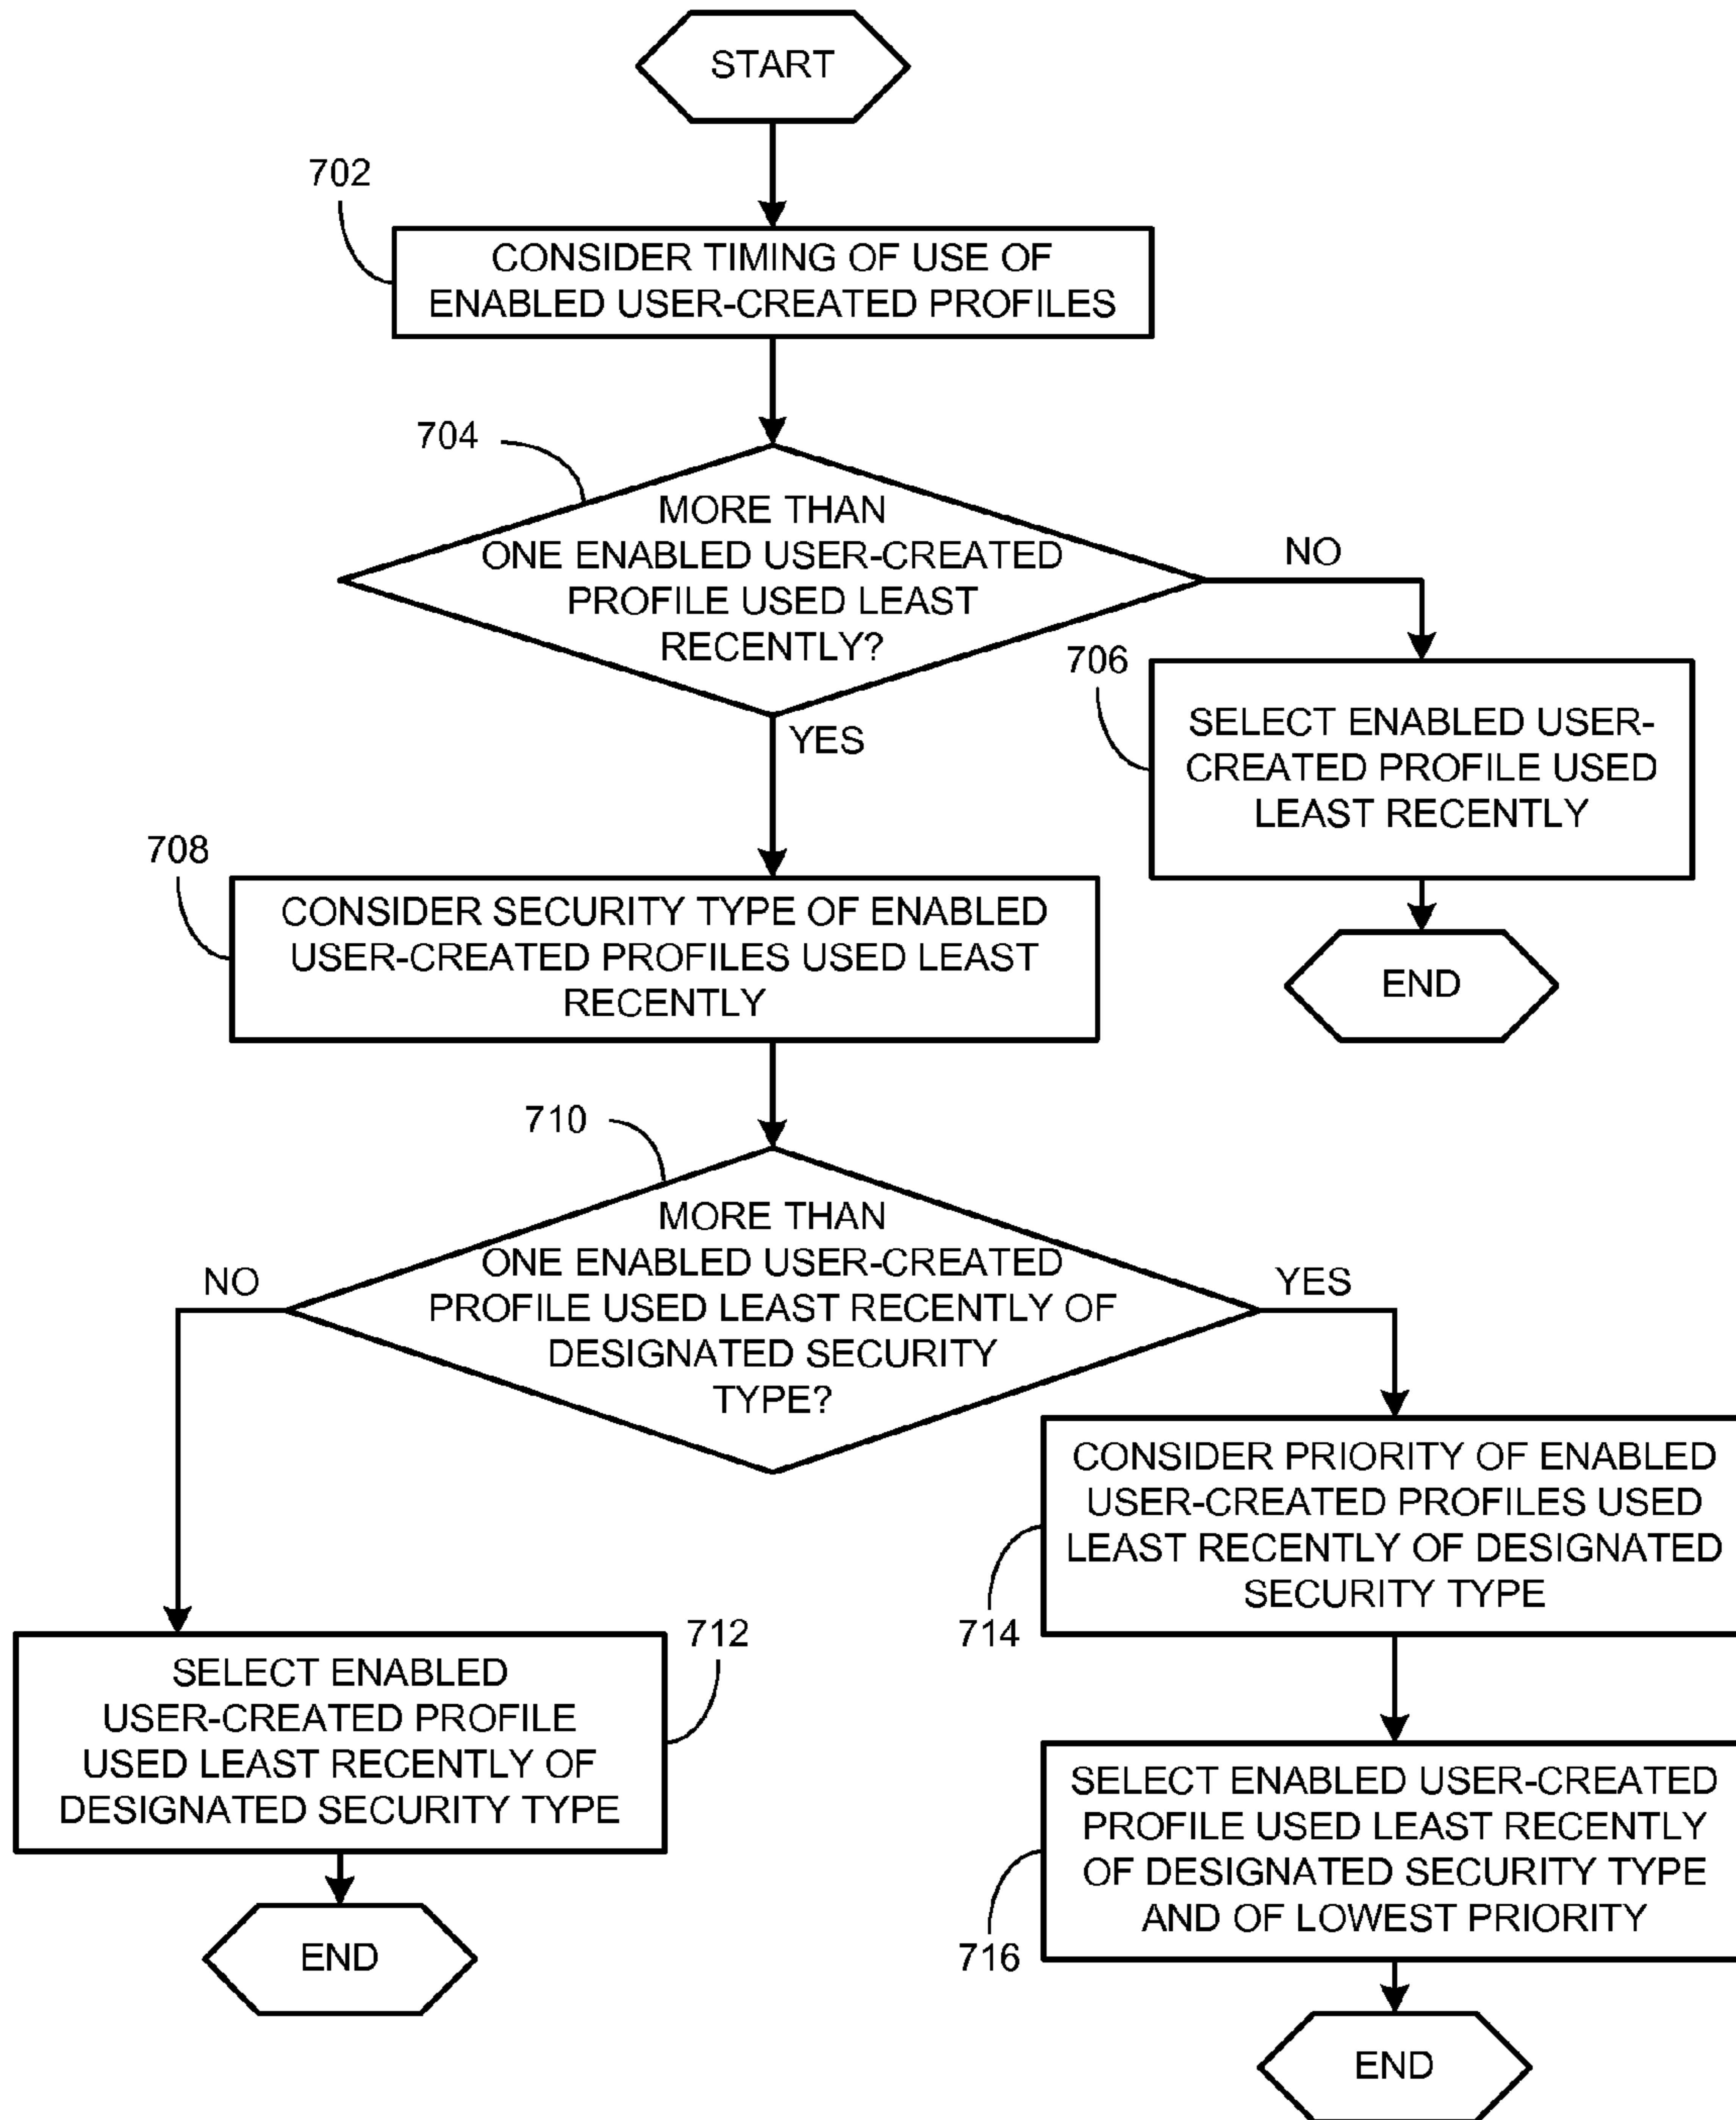 START
702
CONSIDER TIMING OF USE OF
ENABLED USER-CREATED PROFILES
704
MORE THAN
ONE ENABLED USER-CREATED
PROFILE USED LEAST
RECENTLY?
NO
706
SELECT ENABLED USER-
CREATED PROFILE USED
LEAST RECENTLY
END
YES
708
CONSIDER SECURITY TYPE OF ENABLED
USER-CREATED PROFILES USED LEAST
RECENTLY
710
MORE THAN
ONE ENABLED USER-CREATED
PROFILE USED LEAST RECENTLY OF
DESIGNATED SECURITY
TYPE?
NO
YES
712
SELECT ENABLED
USER-CREATED PROFILE
USED LEAST RECENTLY OF
DESIGNATED SECURITY TYPE
END
714
CONSIDER PRIORITY OF ENABLED
USER-CREATED PROFILES USED
LEAST RECENTLY OF DESIGNATED
SECURITY TYPE
716
SELECT ENABLED USER-CREATED
PROFILE USED LEAST RECENTLY
OF DESIGNATED SECURITY TYPE
AND OF LOWEST PRIORITY
END